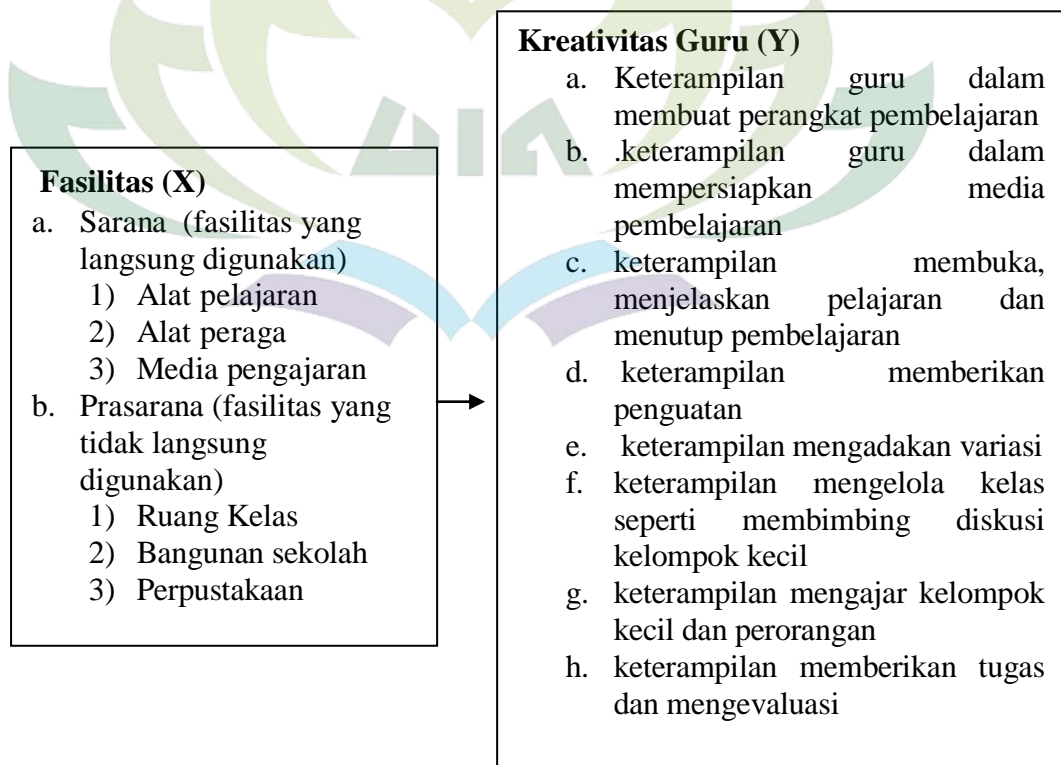 Fasilitas (X)
a. Sarana (fasilitas yang
langsung digunakan)
1) Alat pelajaran
2) Alat peraga
3) Media pengajaran
b. Prasarana (fasilitas yang
tidak langsung
digunakan)
1) Ruang Kelas
2) Bangunan sekolah
3) Perpustakaan
Kreativitas Guru (Y)
a. Keterampilan guru dalam
membuat perangkat pembelajaran
b. .keterampilan guru dalam
mempersiapkan media
pembelajaran
c. keterampilan membuka,
menjelaskan pelajaran dan
menutup pembelajaran
d. keterampilan memberikan
penguatan
e. keterampilan mengadakan variasi
f. keterampilan mengelola kelas
seperti membimbing diskusi
kelompok kecil
g. keterampilan mengajar kelompok
kecil dan perorangan
h. keterampilan memberikan tugas
dan mengevaluasi